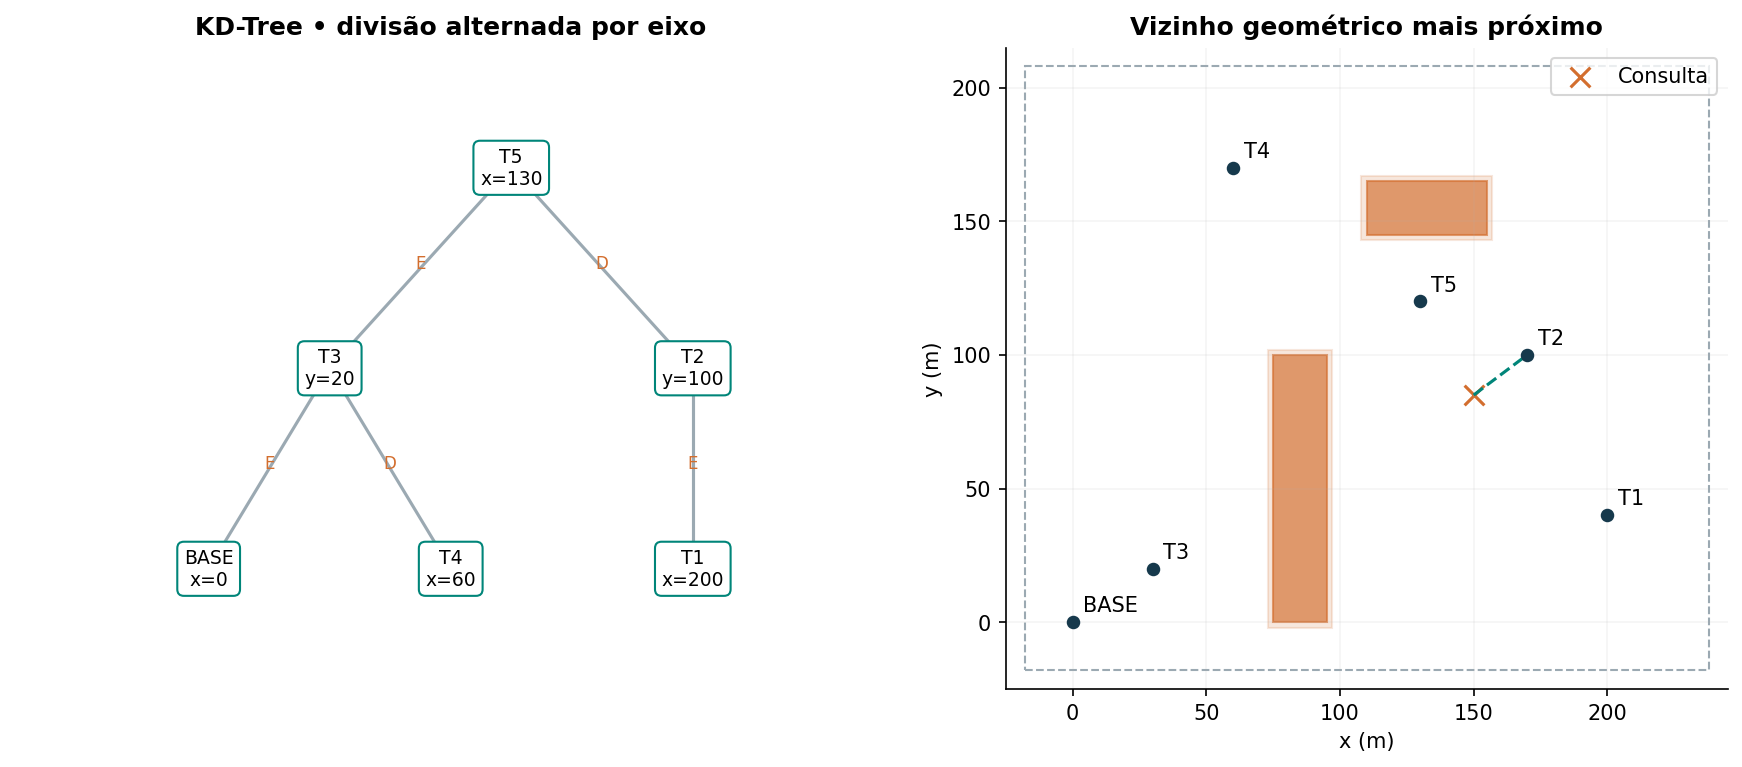 KD-Tree • divisão alternada por eixo
T5
x=130
E
D
T3
y=20
T2
y=100
E
D
E
BASE
x=0
T4
x=60
T1
x=200
Vizinho geométrico mais próximo
Consulta
200
150
100
50
0
y (m)
T4
T5
T2
T1
T3
BASE
0
50
100
150
200
x (m)